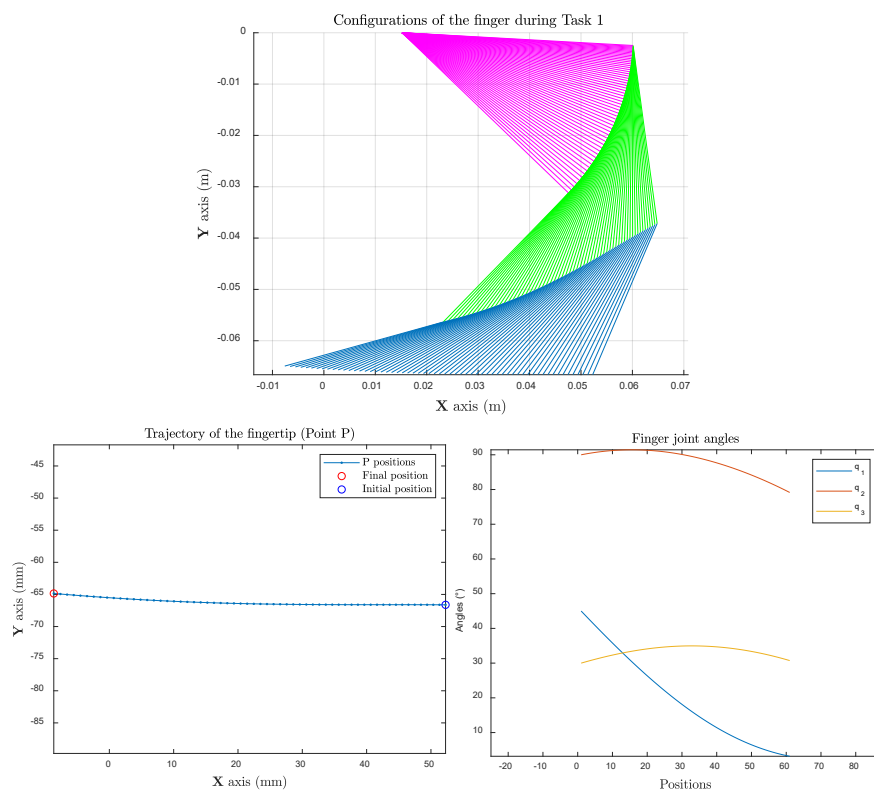 Configurations of the finger during Task 1
0
-0.01
-0.02
-0.03
-0.04
-0.05
-0.06
Y axis (m)
-0.01 0 0.01 0.02 0.03 0.04 0.05 0.06 0.07
X axis (m)
Trajectory of the fingertip (Point P)
P positions
Final position
Initial position
-45
-50
-55
-60
-65
-70
-75
-80
-85
Y axis (mm)
0 10 20 30 40 50
X axis (mm)
Finger joint angles
q1
q2
q3
90
80
70
60
50
40
30
20
10
Angles (°)
-20 -10 0 10 20 30 40 50 60 70 80
Positions